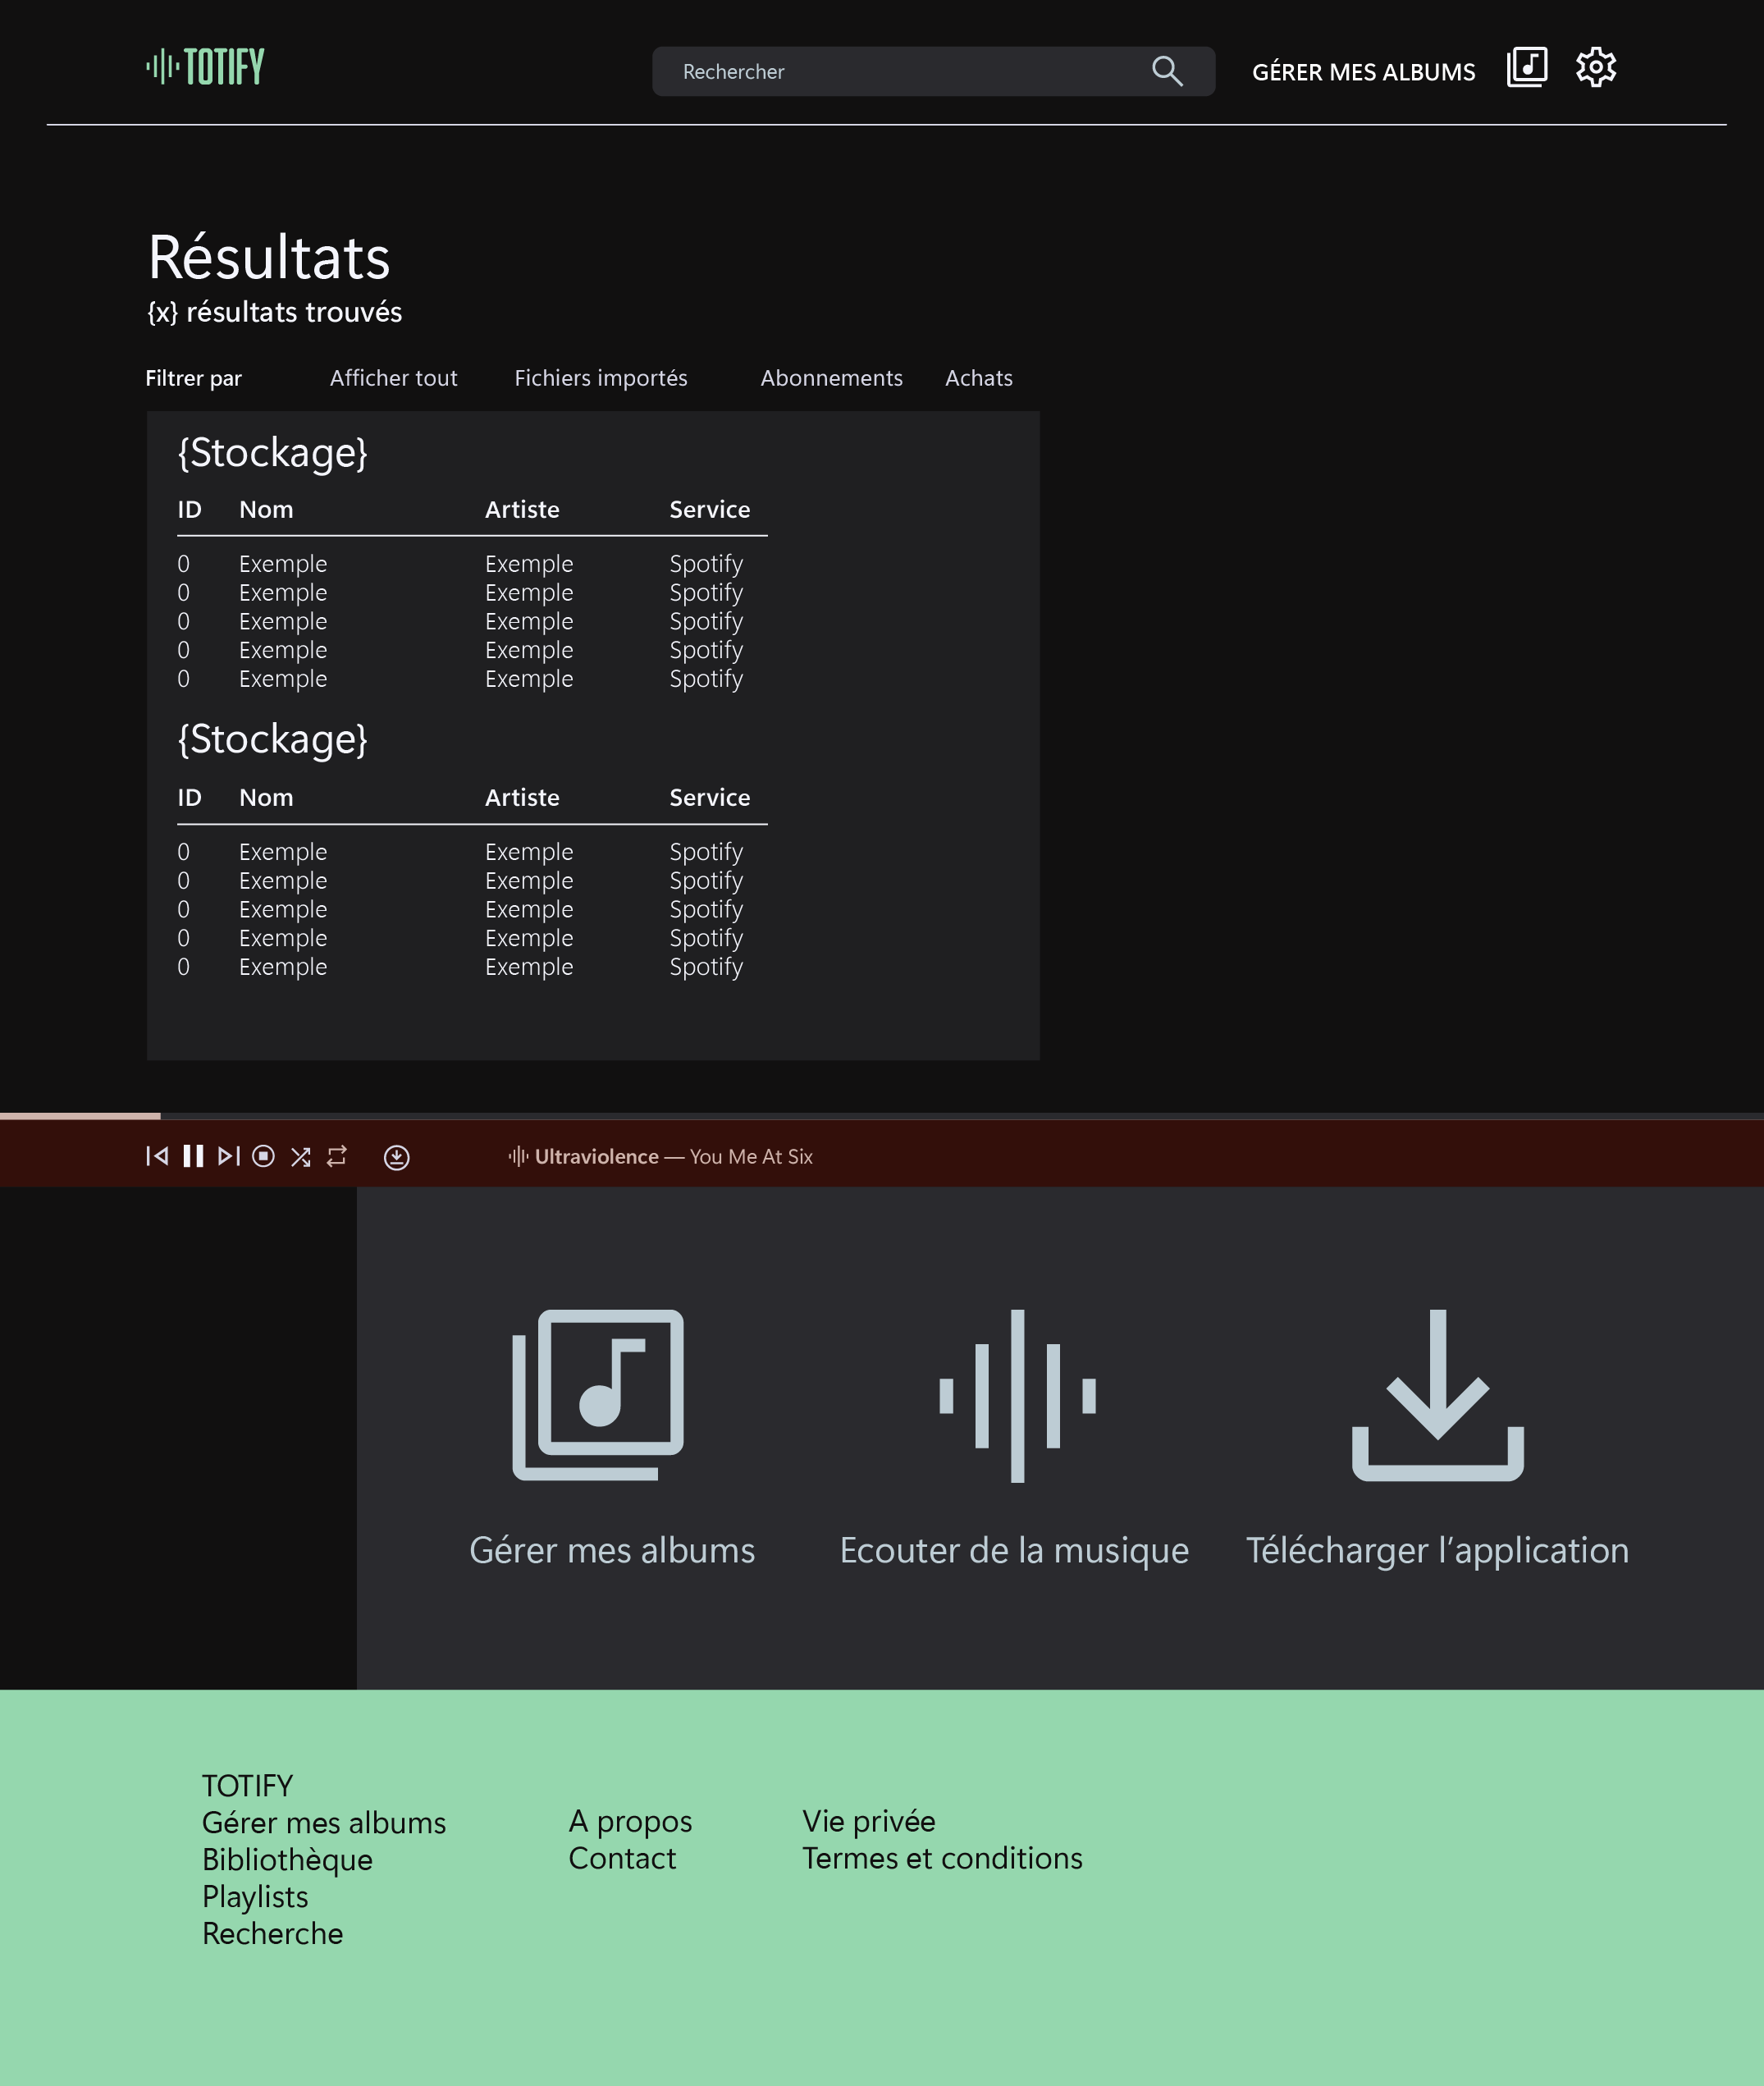 TOTIFY
Rechercher
GÉRER MES ALBUMS
Résultats
{x} résultats trouvés
Filtrer par Afficher tout Fichiers importés Abonnements Achats
{Stockage}
ID Nom Artiste Service
0 Exemple Exemple Spotify
0 Exemple Exemple Spotify
0 Exemple Exemple Spotify
0 Exemple Exemple Spotify
0 Exemple Exemple Spotify
{Stockage}
ID Nom Artiste Service
0 Exemple Exemple Spotify
0 Exemple Exemple Spotify
0 Exemple Exemple Spotify
0 Exemple Exemple Spotify
0 Exemple Exemple Spotify
Ultraviolence — You Me At Six
Gérer mes albums
Ecouter de la musique
Télécharger l’application
TOTIFY
Gérer mes albums
Bibliothèque
Playlists
Recherche
A propos
Contact
Vie privée
Termes et conditions